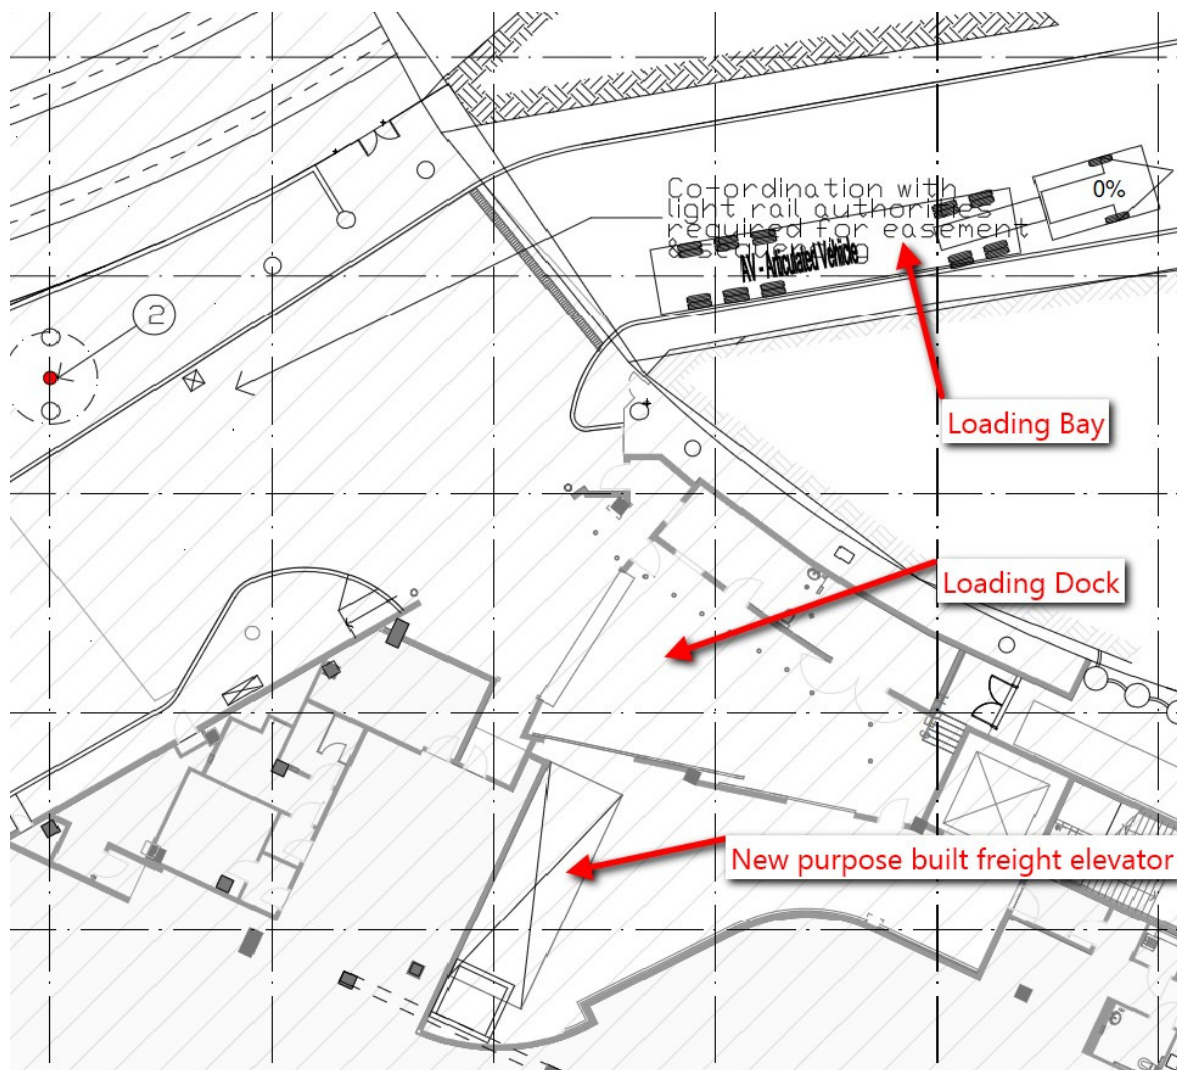 Co-ordination with
light rail authorities
required for easement
& sequencing
0%
AV - Articulated Vehicle
2
Loading Bay
Loading Dock
New purpose built freight elevator